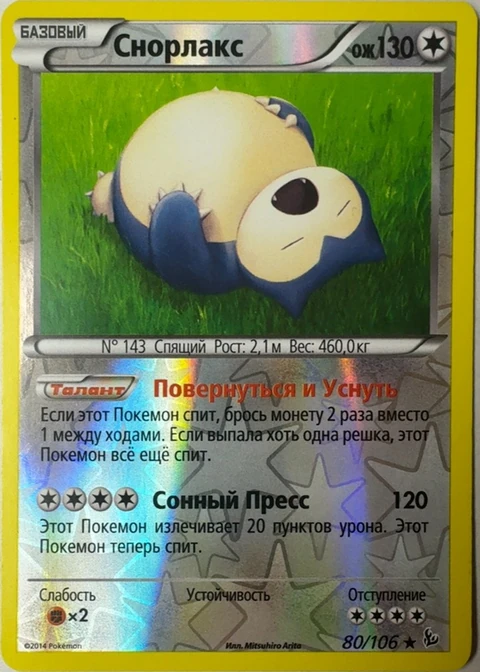 БАЗОВЫЙ
Снорлакс
ОЖ130
N° 143 Спящий Рост: 2,1 м Вес: 460,0 кг
Талант Повернуться и Уснуть
Если этот Покемон спит, брось монету 2 раза вместо
1 между ходами. Если выпала хоть одна решка, этот
Покемон всё ещё спит.
Сонный Пресс 120
Этот Покемон излечивает 20 пунктов урона. Этот
Покемон теперь спит.
Слабость Устойчивость Отступление
×2
©2014 Pokémon Илл. Mitsuhiro Arita 80/106 ★